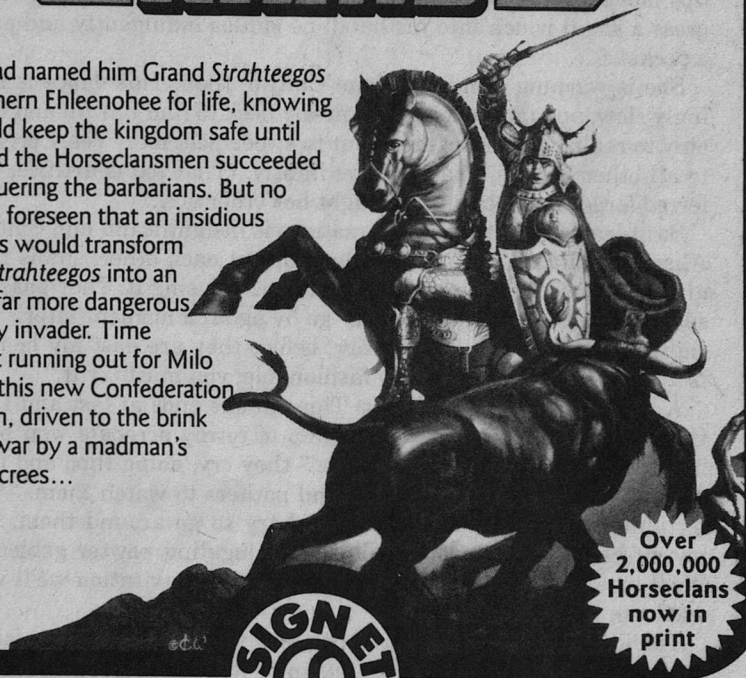 ad named him Grand Strahteegos
hern Ehleenohee for life, knowing
ld keep the kingdom safe until
d the Horseclansmen succeeded
uering the barbarians. But no
foreseen that an insidious
s would transform
trahteegos into an
far more dangerous
y invader. Time
t running out for Milo
this new Confederation
n, driven to the brink
war by a madman's
crees...
Over
2,000,000
Horseclans
now in
print
SIGNET